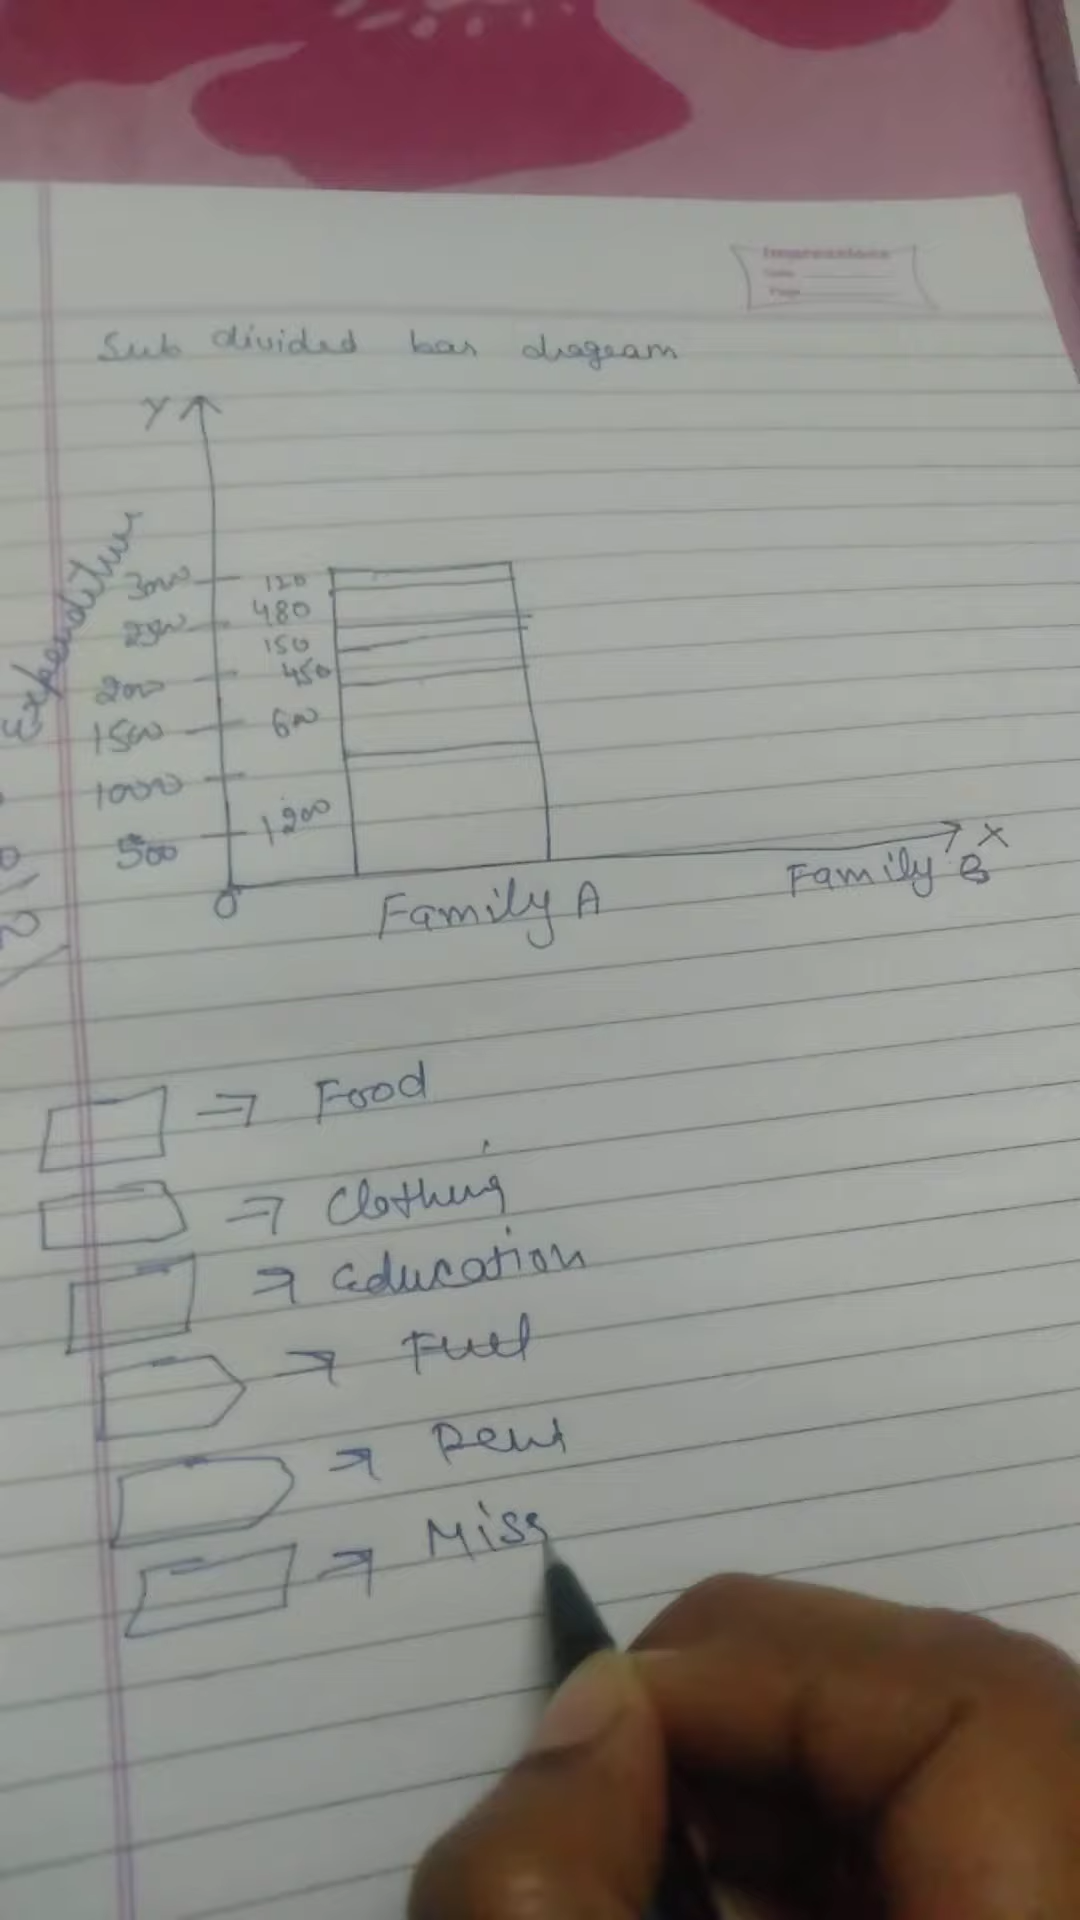 Impressions
Sub divided bar diagram
Y
Expenditure
3000 120
2500 480
150
2000 450
1500 600
1000
500 1200
X
O
Family A
Family B
⇒ Food
⇒ Clothing
⇒ Education
→ Fuel
⇒ Rent
⇒ Miss